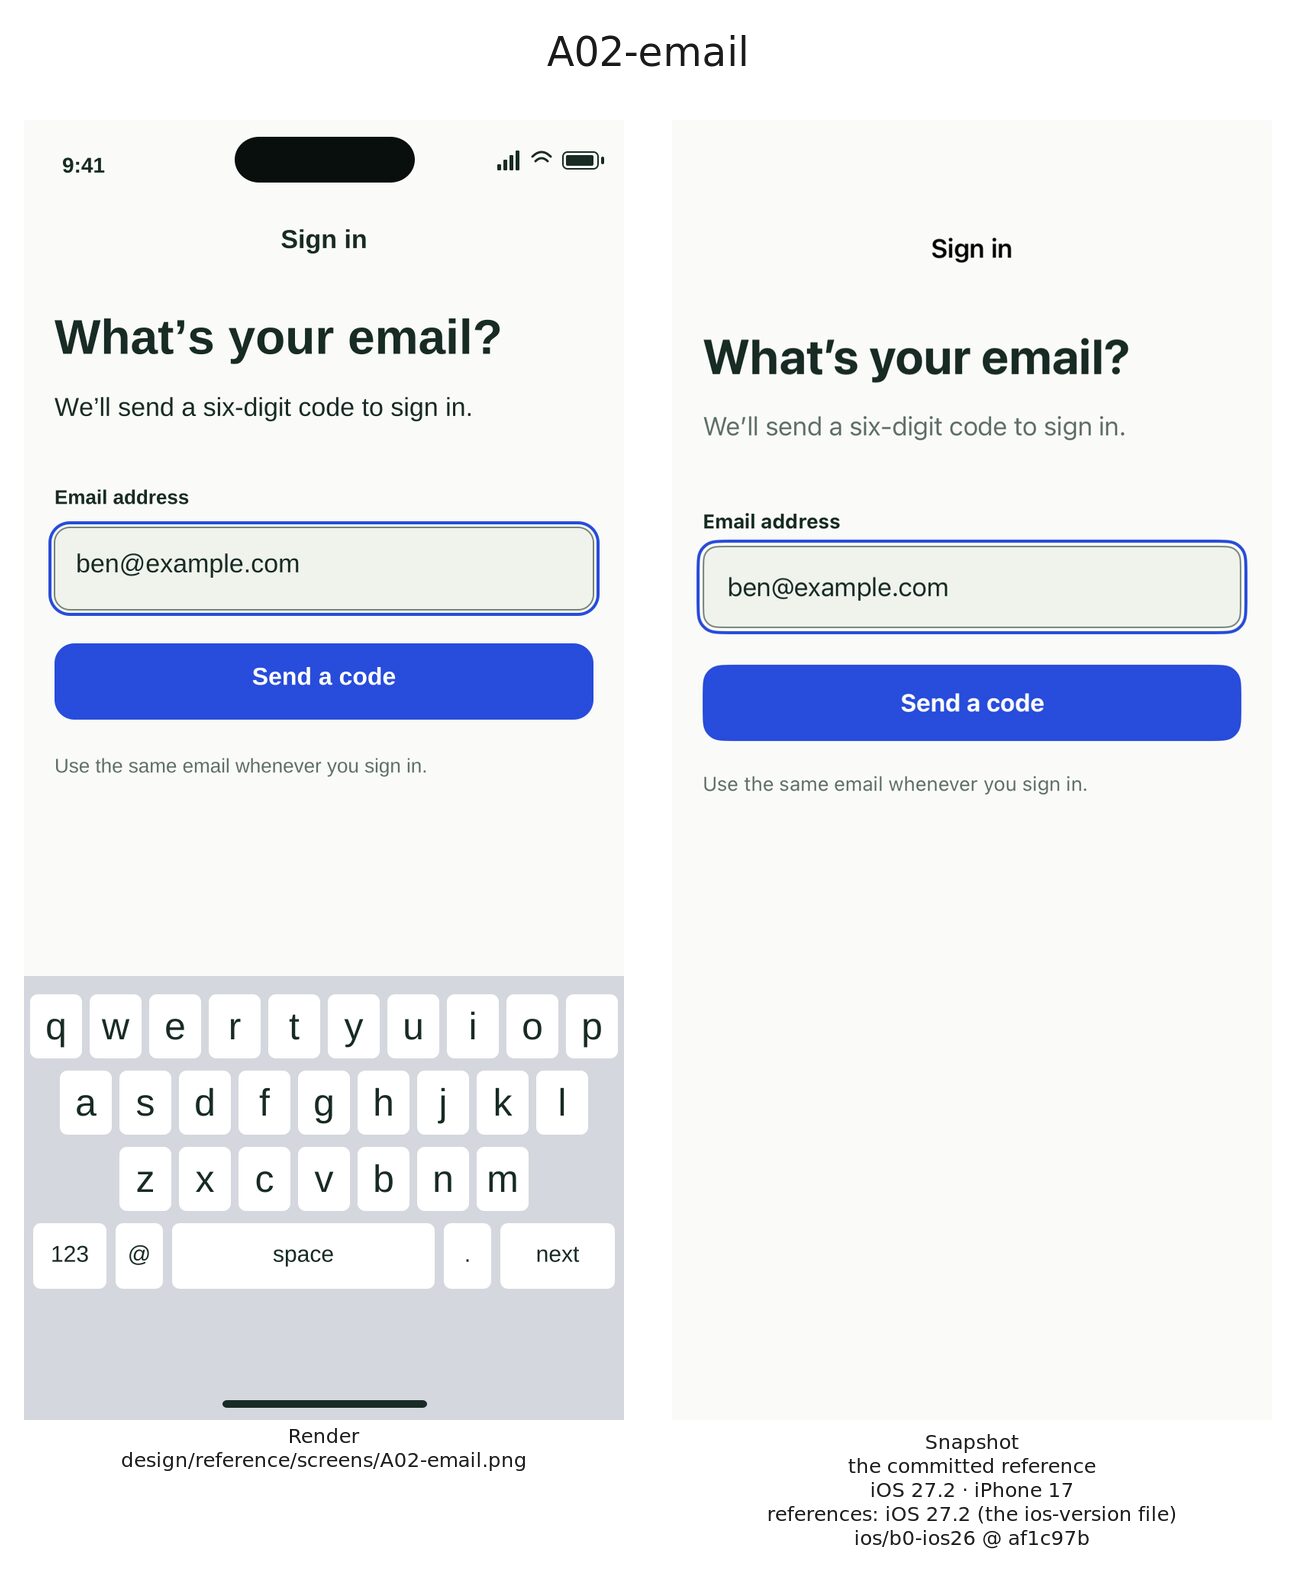 A02-email
9:41
Sign in
What’s your email?
We’ll send a six-digit code to sign in.
Email address
ben@example.com
Send a code
Use the same email whenever you sign in.
q w e r t y u i o p
a s d f g h j k l
z x c v b n m
123 @ space . next
Render
design/reference/screens/A02-email.png
Sign in
What’s your email?
We’ll send a six-digit code to sign in.
Email address
ben@example.com
Send a code
Use the same email whenever you sign in.
Snapshot
the committed reference
iOS 27.2 · iPhone 17
references: iOS 27.2 (the ios-version file)
ios/b0-ios26 @ af1c97b